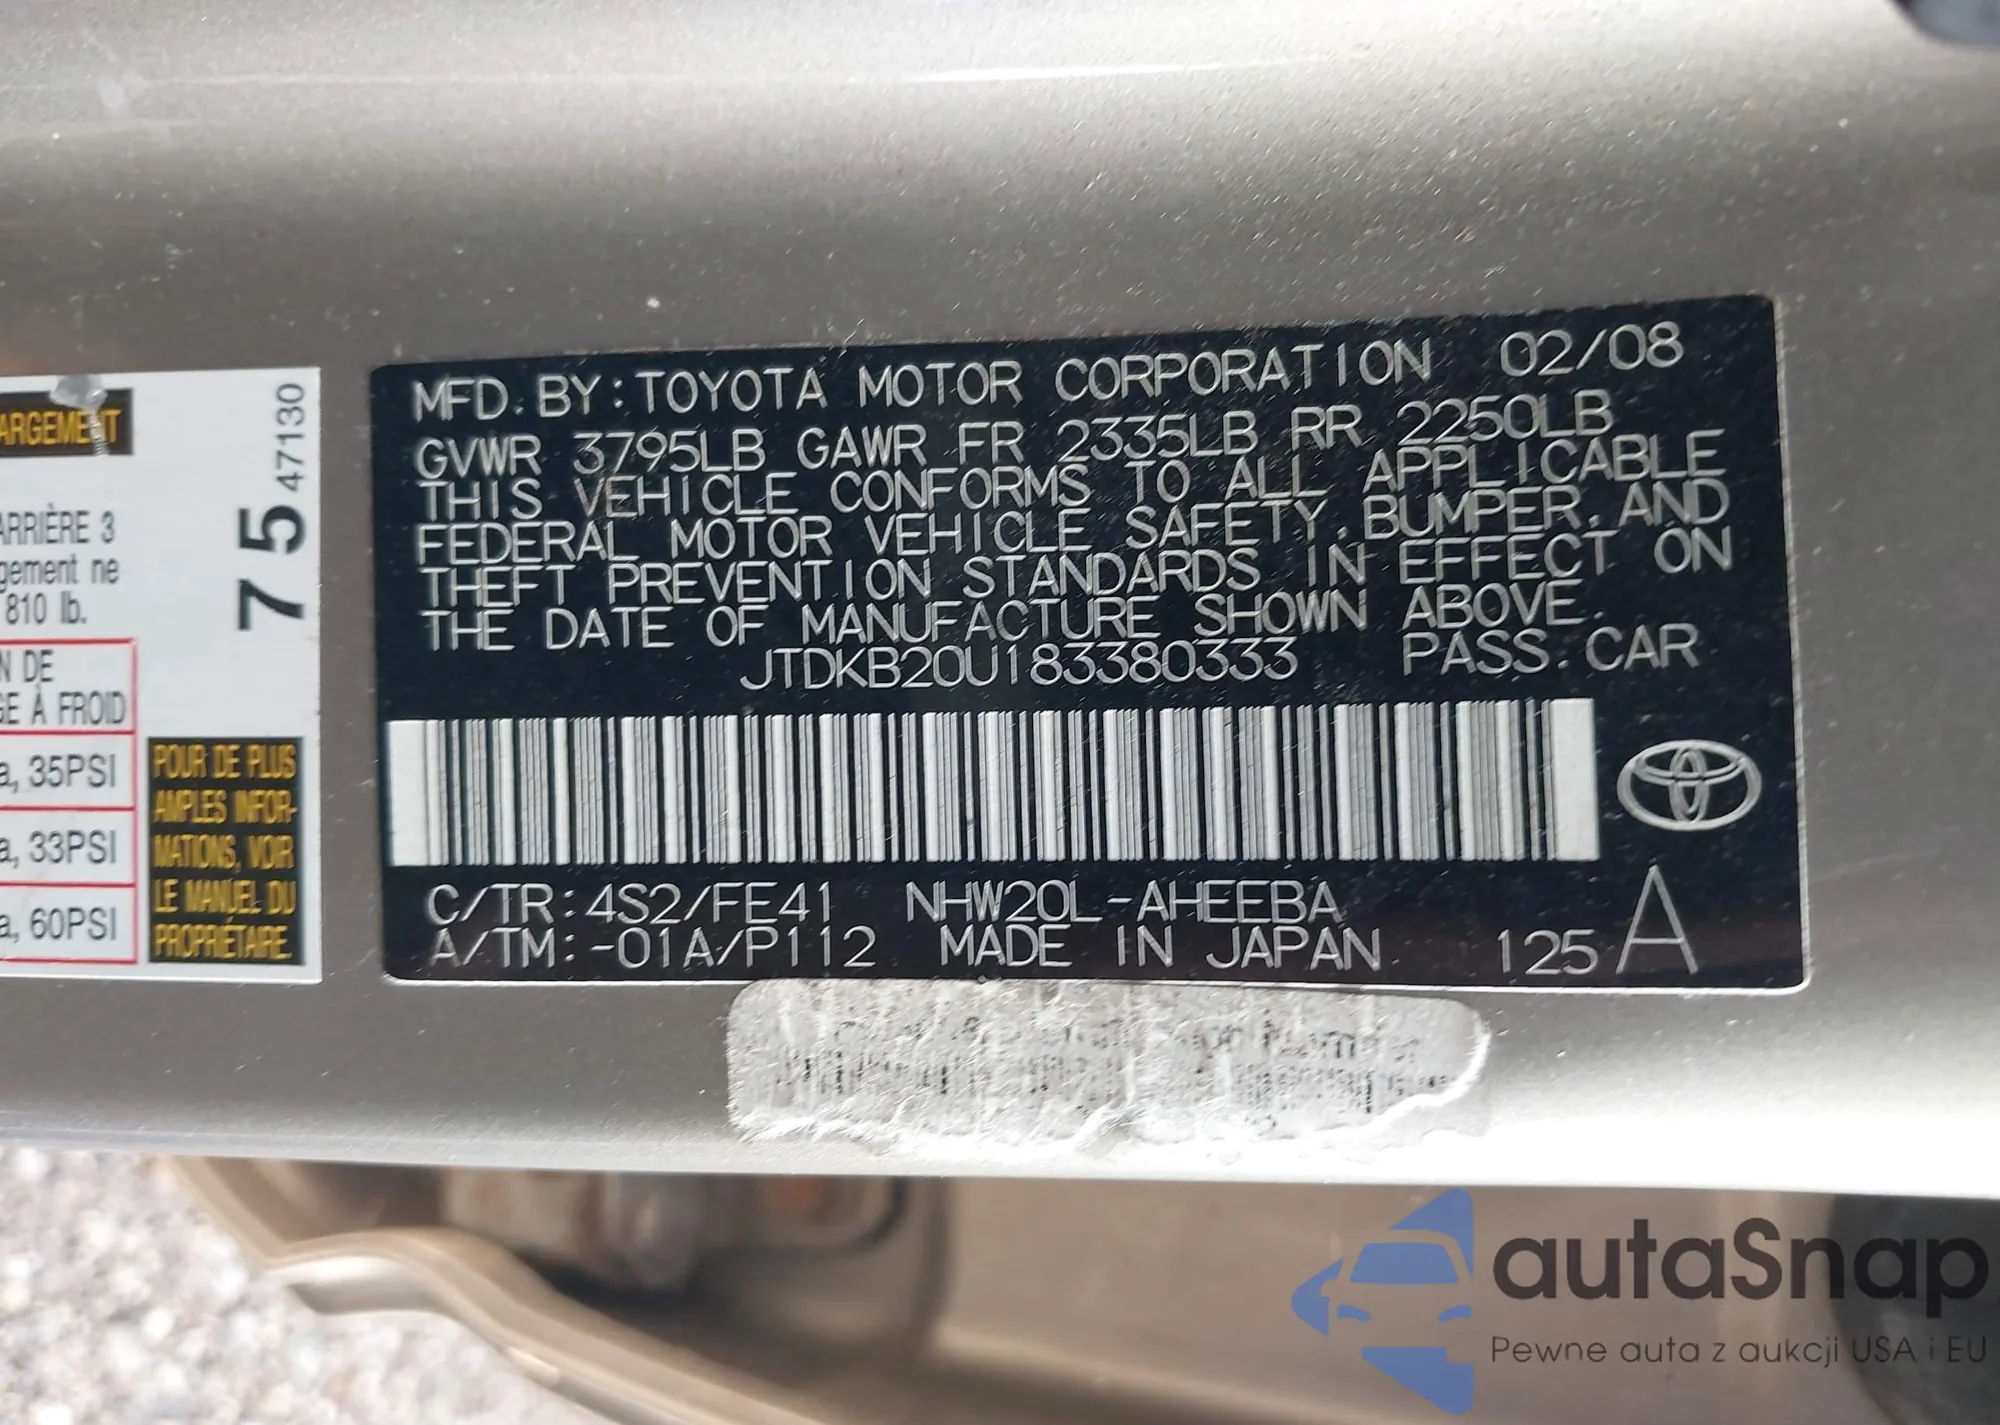 ARGEMENT
ARRIÈRE 3
gement ne
810 lb.
N DE
GE À FROID
a, 35PSI
a, 33PSI
a, 60PSI
75 47130
POUR DE PLUS
AMPLES INFOR-
MATIONS, VOIR
LE MANUEL DU
PROPRIÉTAIRE.
MFD. BY: TOYOTA MOTOR CORPORATION 02/08
GVWR 3795LB GAWR FR 2335LB RR 2250LB
THIS VEHICLE CONFORMS TO ALL APPLICABLE
FEDERAL MOTOR VEHICLE SAFETY, BUMPER, AND
THEFT PREVENTION STANDARDS IN EFFECT ON
THE DATE OF MANUFACTURE SHOWN ABOVE.
JTDKB20U183380333 PASS. CAR
C/TR: 4S2/FE41 NHW20L-AHEEBA
A/TM: -01A/P112 MADE IN JAPAN 125 A
autaSnap
Pewne auta z aukcji USA i EU